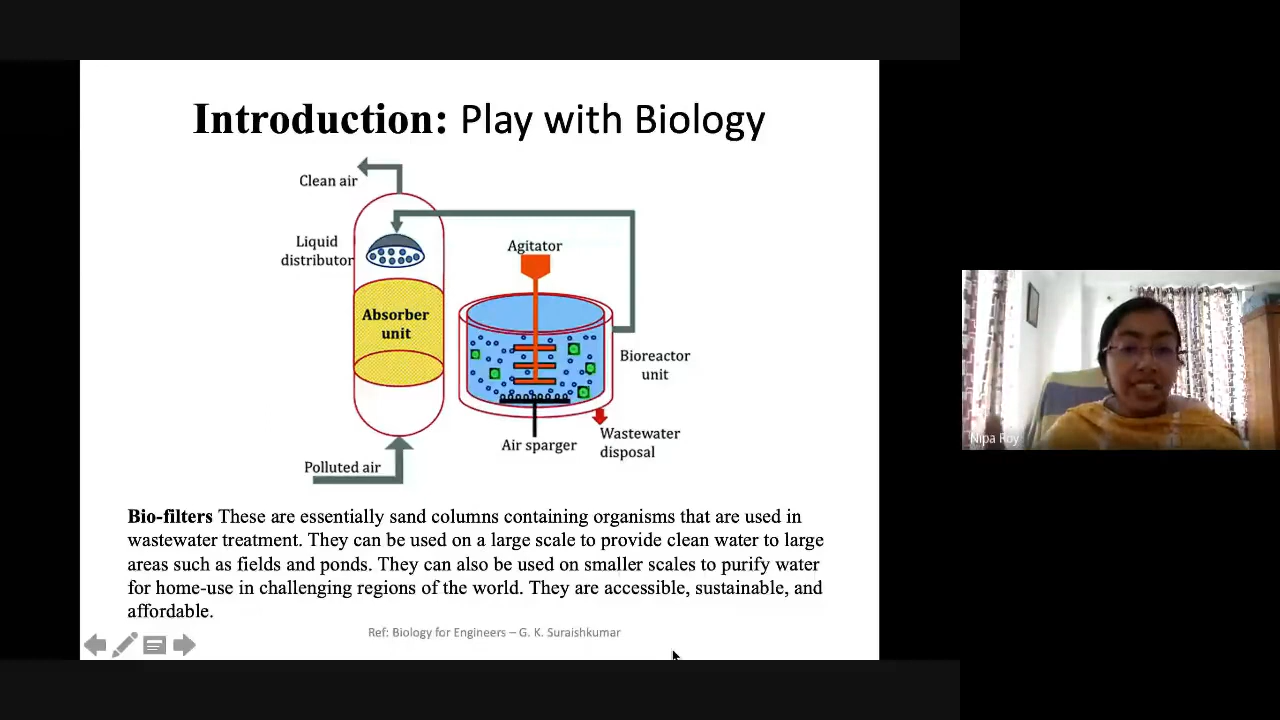 Introduction: Play with Biology
Clean air
Liquid
distributor
Agitator
Absorber
unit
Bioreactor
unit
Wastewater
disposal
Air sparger
Polluted air
Bio-filters These are essentially sand columns containing organisms that are used in
wastewater treatment. They can be used on a large scale to provide clean water to large
areas such as fields and ponds. They can also be used on smaller scales to purify water
for home-use in challenging regions of the world. They are accessible, sustainable, and
affordable.
Ref: Biology for Engineers – G. K. Suraishkumar
Nipa Roy